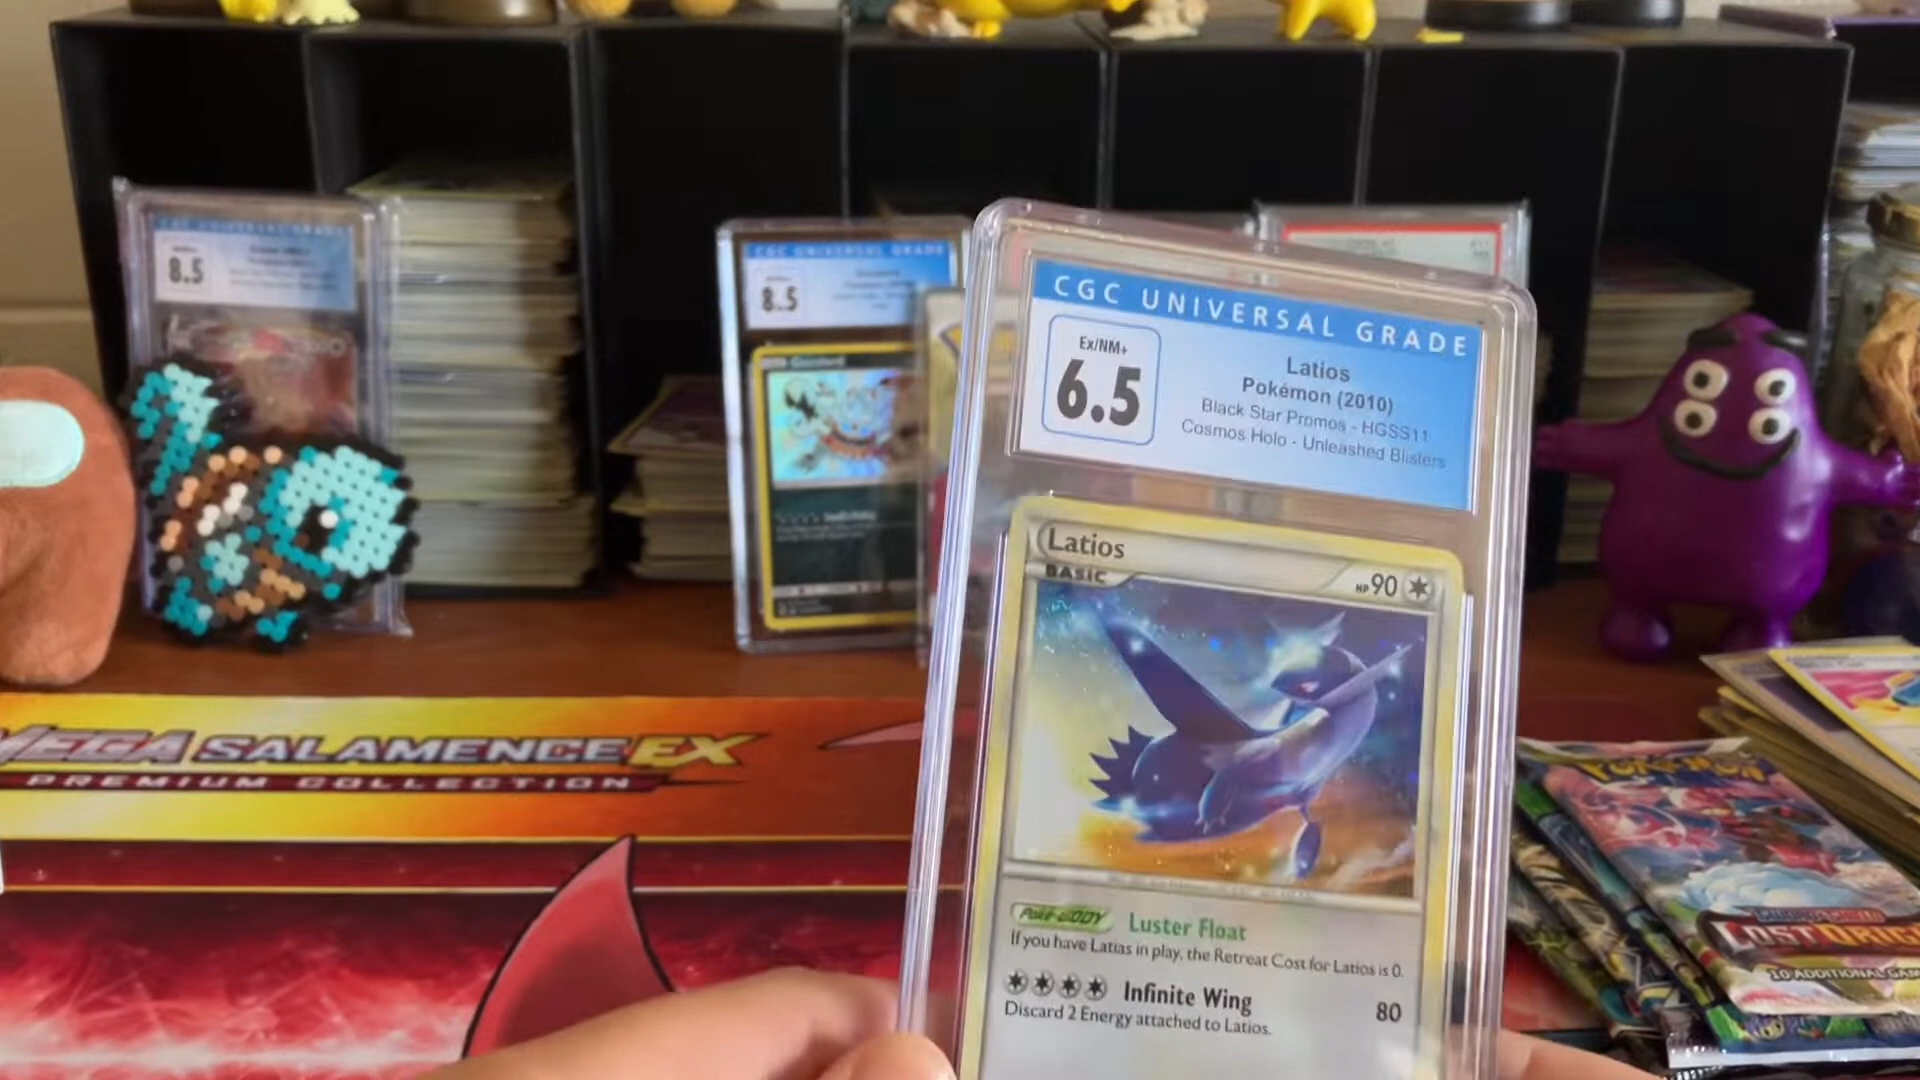 CGC UNIVERSAL GRADE
8.5
CGC UNIVERSAL GRADE
8.5
CGC UNIVERSAL GRADE
Ex/NM+
6.5
Latios
Pokémon (2010)
Black Star Promos - HGSS11
Cosmos Holo - Unleashed Blisters
Latios
BASIC
HP 90
Poké-BODY Luster Float
If you have Latias in play, the Retreat Cost for Latios is 0.
Infinite Wing 80
Discard 2 Energy attached to Latios.
MEGA SALAMENCE EX
PREMIUM COLLECTION
POKÉMON
LOST ORIGI
10 ADDITIONAL GAM